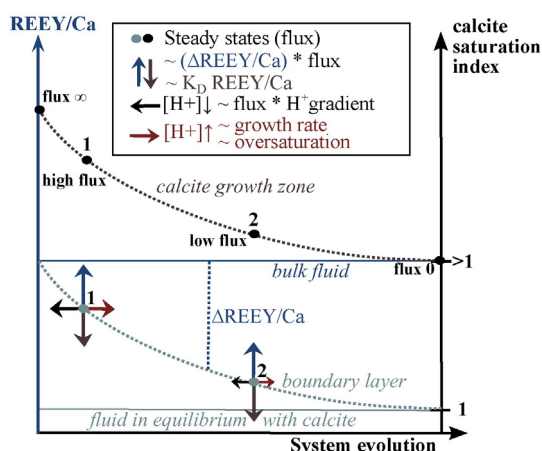 REEY/Ca
calcite
saturation
index
Steady states (flux)
~ (ΔREEY/Ca) * flux
~ K_D REEY/Ca
[H+]↓ ~ flux * H⁺gradient
[H+]↑ ~ growth rate
~ oversaturation
flux ∞
1
high flux
calcite growth zone
2
low flux
flux 0
>1
bulk fluid
1
ΔREEY/Ca
2
boundary layer
1
fluid in equilibrium with calcite
System evolution